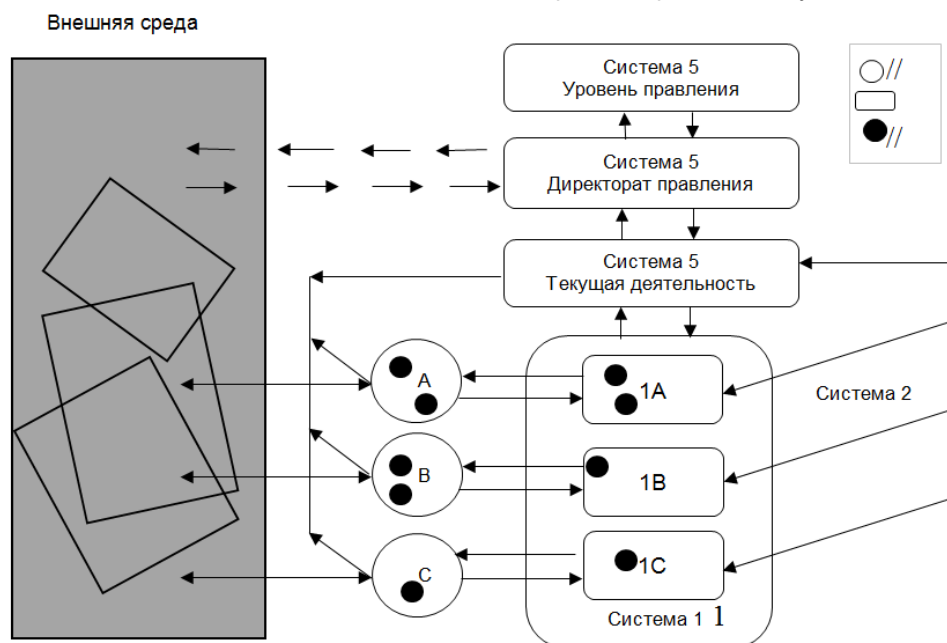 Внешняя среда
Система 5
Уровень правления
//
//
Система 5
Директорат правления
Система 5
Текущая деятельность
A
1A
Система 2
B
1B
C
1C
Система 1 1